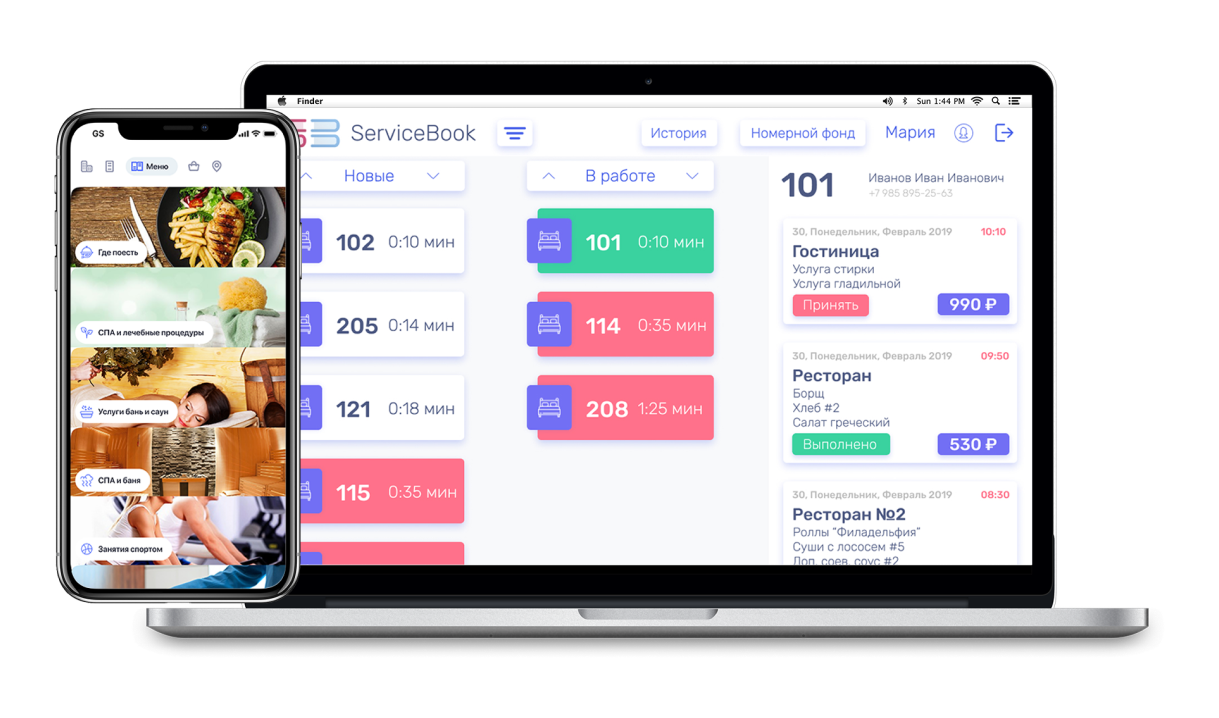 GS
Меню
Где поесть
СПА и лечебные процедуры
Услуги бань и саун
СПА и баня
Занятия спортом
Finder
Sun 1:44 PM
ServiceBook
История
Номерной фонд
Мария
Новые
102 0:10 мин
205 0:14 мин
121 0:18 мин
115 0:35 мин
В работе
101 0:10 мин
114 0:35 мин
208 1:25 мин
101
Иванов Иван Иванович
+7 985 895-25-63
30, Понедельник, Февраль 2019 10:10
Гостиница
Услуга стирки
Услуга гладильной
Принять 990 ₽
30, Понедельник, Февраль 2019 09:50
Ресторан
Борщ
Хлеб #2
Салат греческий
Выполнено 530 ₽
30, Понедельник, Февраль 2019 08:30
Ресторан №2
Роллы “Филадельфия”
Суши с лососем #5
Доп. соев. соус #2